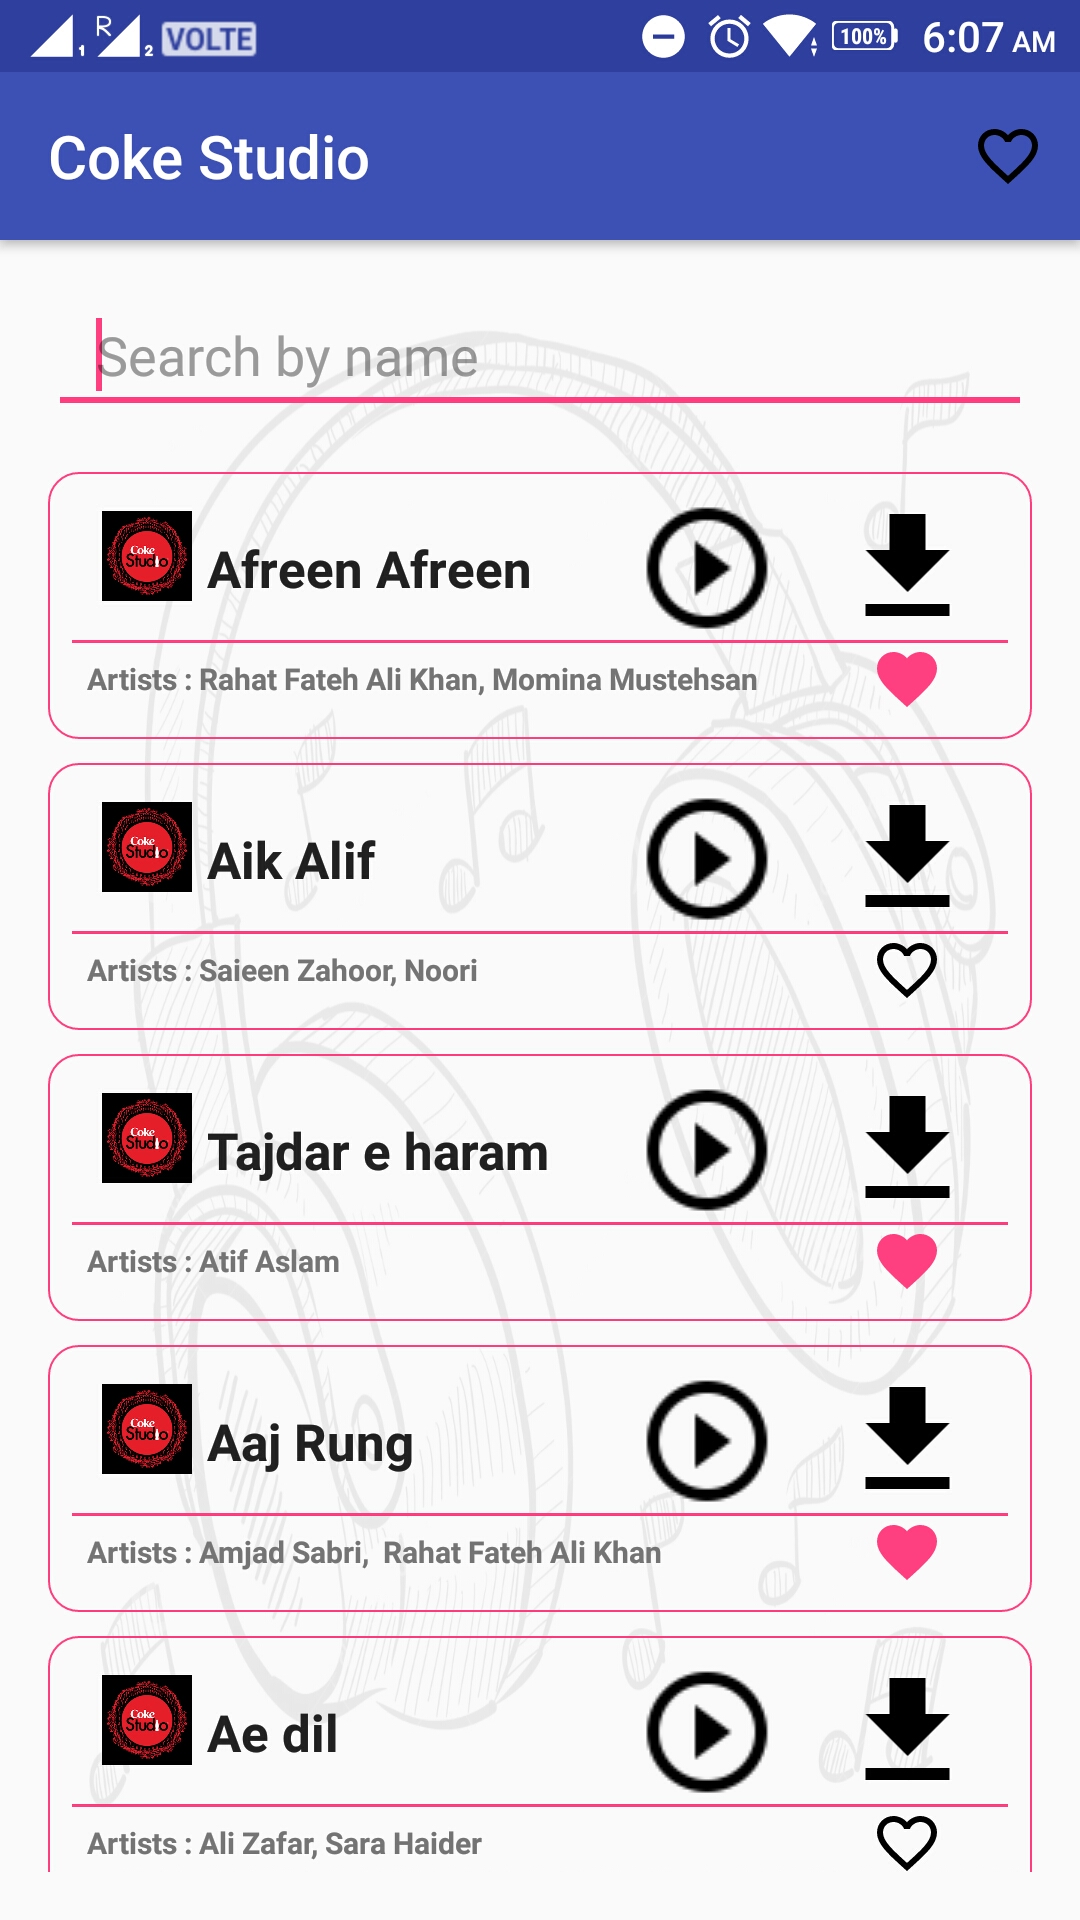 1 R 2 VOLTE 100% 6:07 AM
Coke Studio
Search by name
Coke Studio Afreen Afreen
Artists : Rahat Fateh Ali Khan, Momina Mustehsan
Coke Studio Aik Alif
Artists : Saieen Zahoor, Noori
Coke Studio Tajdar e haram
Artists : Atif Aslam
Coke Studio Aaj Rung
Artists : Amjad Sabri,  Rahat Fateh Ali Khan
Coke Studio Ae dil
Artists : Ali Zafar, Sara Haider